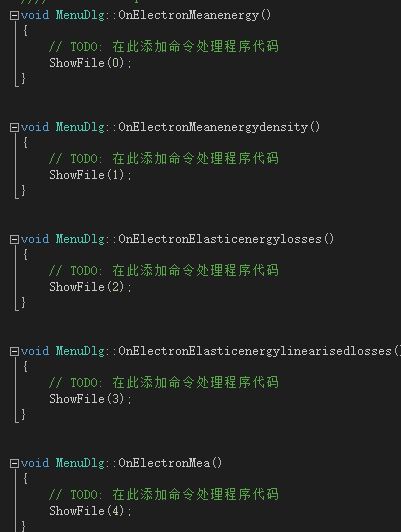 void MenuDlg::OnElectronMeanenergy()
{
// TODO: 在此添加命令处理程序代码
ShowFile(0);
}
void MenuDlg::OnElectronMeanenergydensity()
{
// TODO: 在此添加命令处理程序代码
ShowFile(1);
}
void MenuDlg::OnElectronElasticenergylosses()
{
// TODO: 在此添加命令处理程序代码
ShowFile(2);
}
void MenuDlg::OnElectronElasticenergylinearisedlosses(
{
// TODO: 在此添加命令处理程序代码
ShowFile(3);
}
void MenuDlg::OnElectronMea()
{
// TODO: 在此添加命令处理程序代码
ShowFile(4);
}